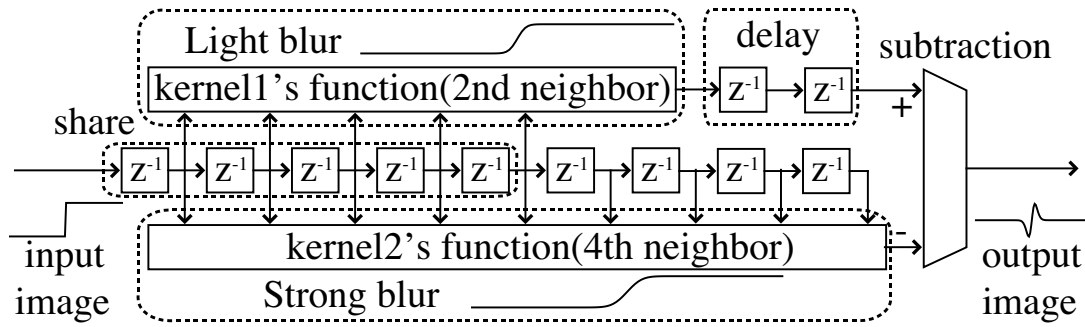 Light blur
delay
subtraction
kernel1's function(2nd neighbor)
z-1 z-1
+
share
z-1 z-1 z-1 z-1 z-1 z-1 z-1 z-1 z-1
kernel2's function(4th neighbor)
-
input
image
Strong blur
output
image